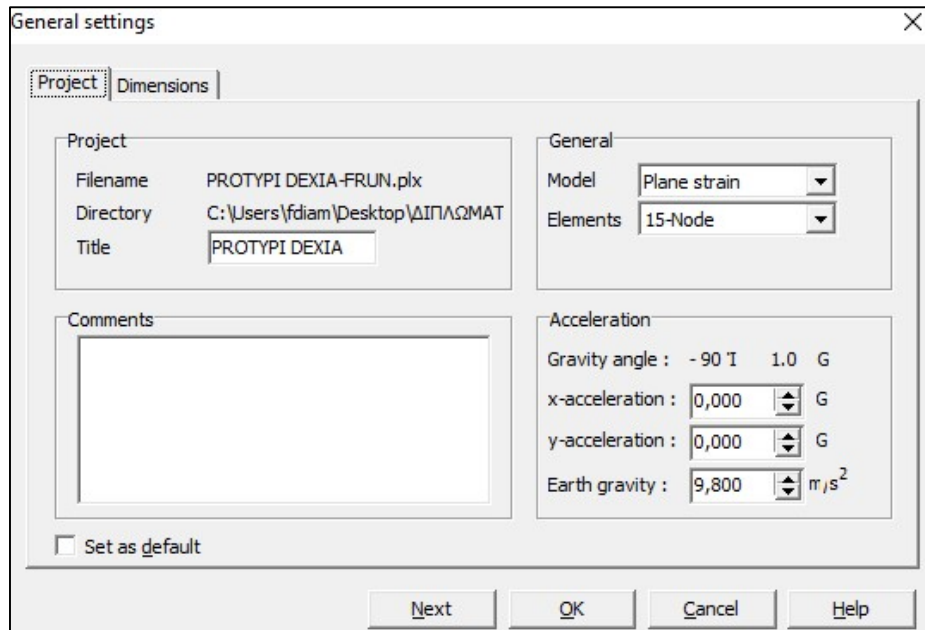 General settings
Project
Dimensions
Project
Filename PROTYPI DEXIA-FRUN.plx
Directory C:\Users\fdiam\Desktop\ΔΙΠΛΩΜΑΤ
Title PROTYPI DEXIA
General
Model Plane strain
Elements 15-Node
Comments
Acceleration
Gravity angle : - 90 Ί 1.0 G
x-acceleration : 0,000 G
y-acceleration : 0,000 G
Earth gravity : 9,800 m/s²
Set as default
Next
OK
Cancel
Help